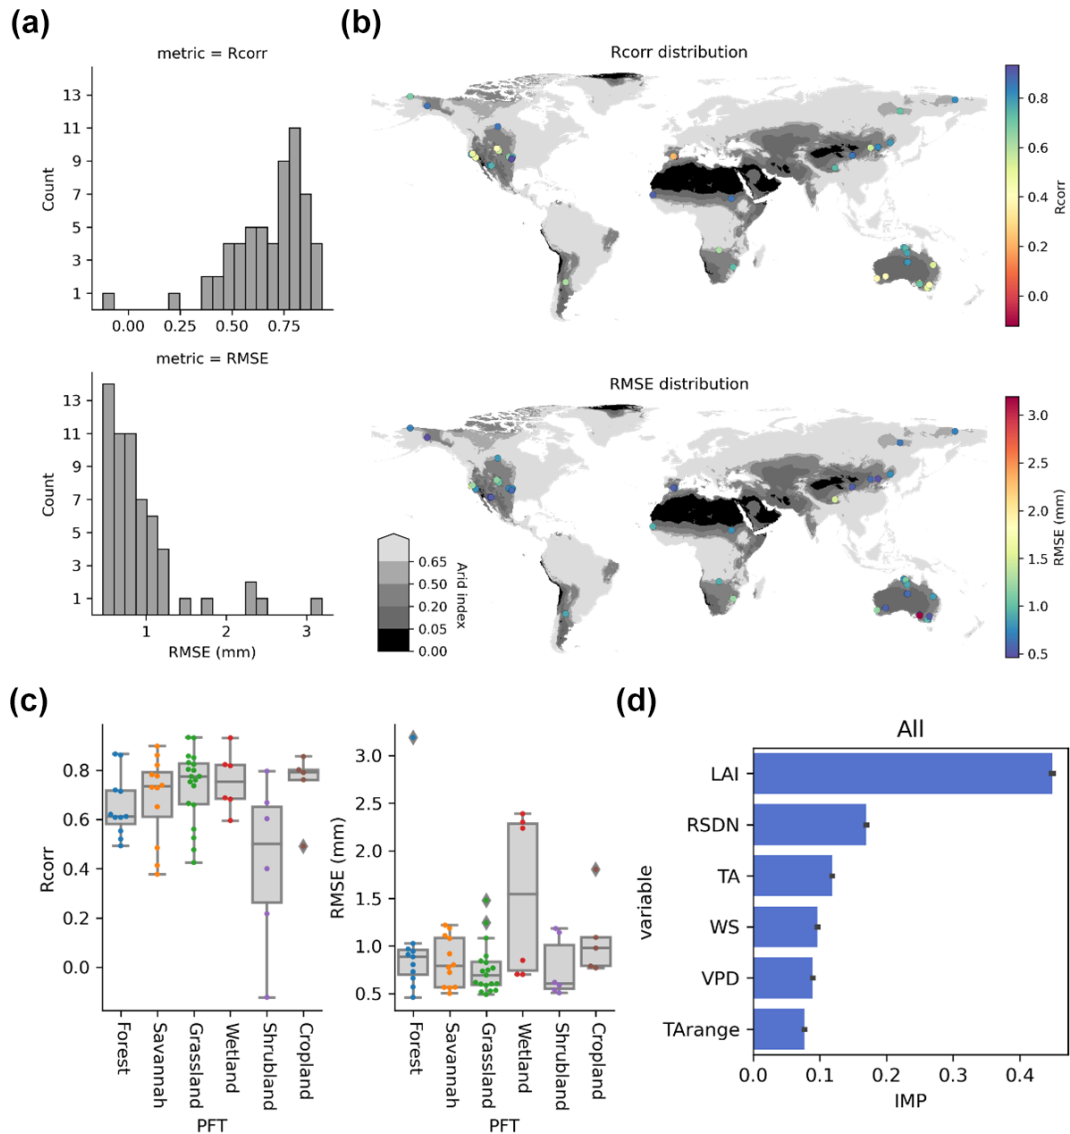 (a)
metric = Rcorr
Count
13
11
9
7
5
3
1
0.00 0.25 0.50 0.75
metric = RMSE
Count
13
11
9
7
5
3
1
1 2 3
RMSE (mm)
(b)
Rcorr distribution
0.8
0.6
0.4
0.2
0.0
Rcorr
RMSE distribution
3.0
2.5
2.0
1.5
1.0
0.5
RMSE (mm)
0.65
0.50
0.20
0.05
0.00
Arid index
(c)
Rcorr
0.8
0.6
0.4
0.2
0.0
Forest
Savannah
Grassland
Wetland
Shrubland
Cropland
PFT
RMSE (mm)
3.0
2.5
2.0
1.5
1.0
0.5
Forest
Savannah
Grassland
Wetland
Shrubland
Cropland
PFT
(d)
All
variable
LAI
RSDN
TA
WS
VPD
TArange
0.0 0.1 0.2 0.3 0.4
IMP